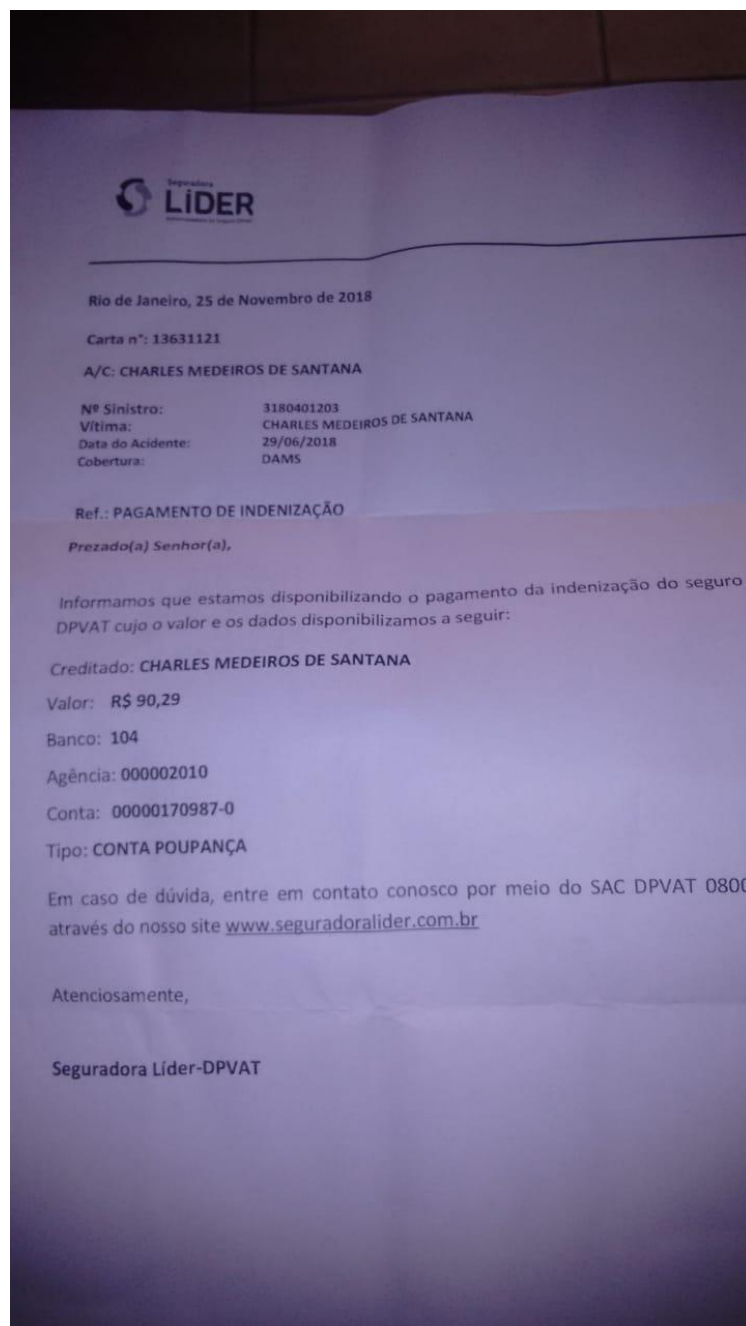 Seguradora
LÍDER
Rio de Janeiro, 25 de Novembro de 2018
Carta n°: 13631121
A/C: CHARLES MEDEIROS DE SANTANA
Nº Sinistro: 3180401203
Vítima: CHARLES MEDEIROS DE SANTANA
Data do Acidente: 29/06/2018
Cobertura: DAMS
Ref.: PAGAMENTO DE INDENIZAÇÃO
Prezado(a) Senhor(a),
Informamos que estamos disponibilizando o pagamento da indenização do seguro
DPVAT cujo o valor e os dados disponibilizamos a seguir:
Creditado: CHARLES MEDEIROS DE SANTANA
Valor: R$ 90,29
Banco: 104
Agência: 000002010
Conta: 00000170987-0
Tipo: CONTA POUPANÇA
Em caso de dúvida, entre em contato conosco por meio do SAC DPVAT 0800
através do nosso site www.seguradoralider.com.br
Atenciosamente,
Seguradora Líder-DPVAT